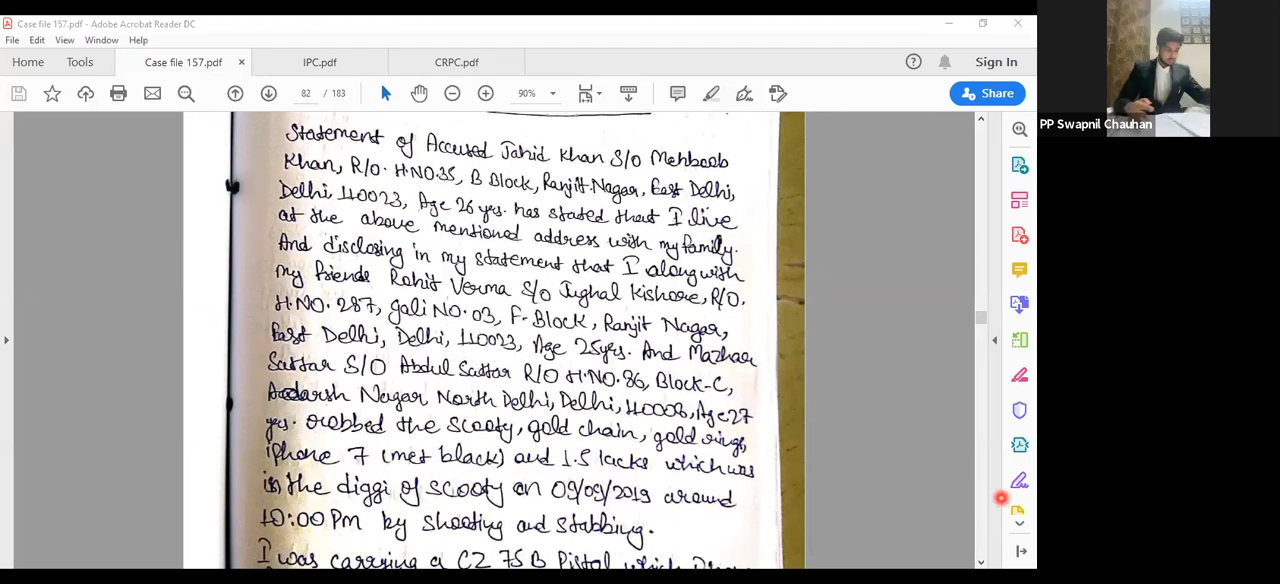 Case file 157.pdf - Adobe Acrobat Reader DC
File Edit View Window Help
Home Tools Case file 157.pdf × IPC.pdf CRPC.pdf Sign In
82 / 183 90% Share
PP Swapnil Chauhan
Statement of Accused Jahid Khan S/O Mehboob
Khan, R/O. H.NO.35, B Block, Ranjit Nagar, East Delhi,
Delhi, 110023, Age 26 yrs. has stated that I live
at the above mentioned address with my family.
And disclosing in my statement that I along with
my friends Rohit Verma S/O Jughal Kishore, R/O.
H.NO. 287, gali NO. 03, F-Block, Ranjit Nagar,
East Delhi, Delhi, 110023, Age 25yrs. And Mazhar
Sattar S/O Abdul Sattar R/O H.NO. 86, Block-C,
Aadarsh Nagar North Delhi, Delhi, 110006, Age 27
yrs. robbed the scooty, gold chain, gold rings,
iphone 7 (met black) and 1.5 lacks which was
in the diggi of scooty on 09/09/2019 around
10:00 Pm by shooting and stabbing.
I was carrying a CZ 75 B Pistol which